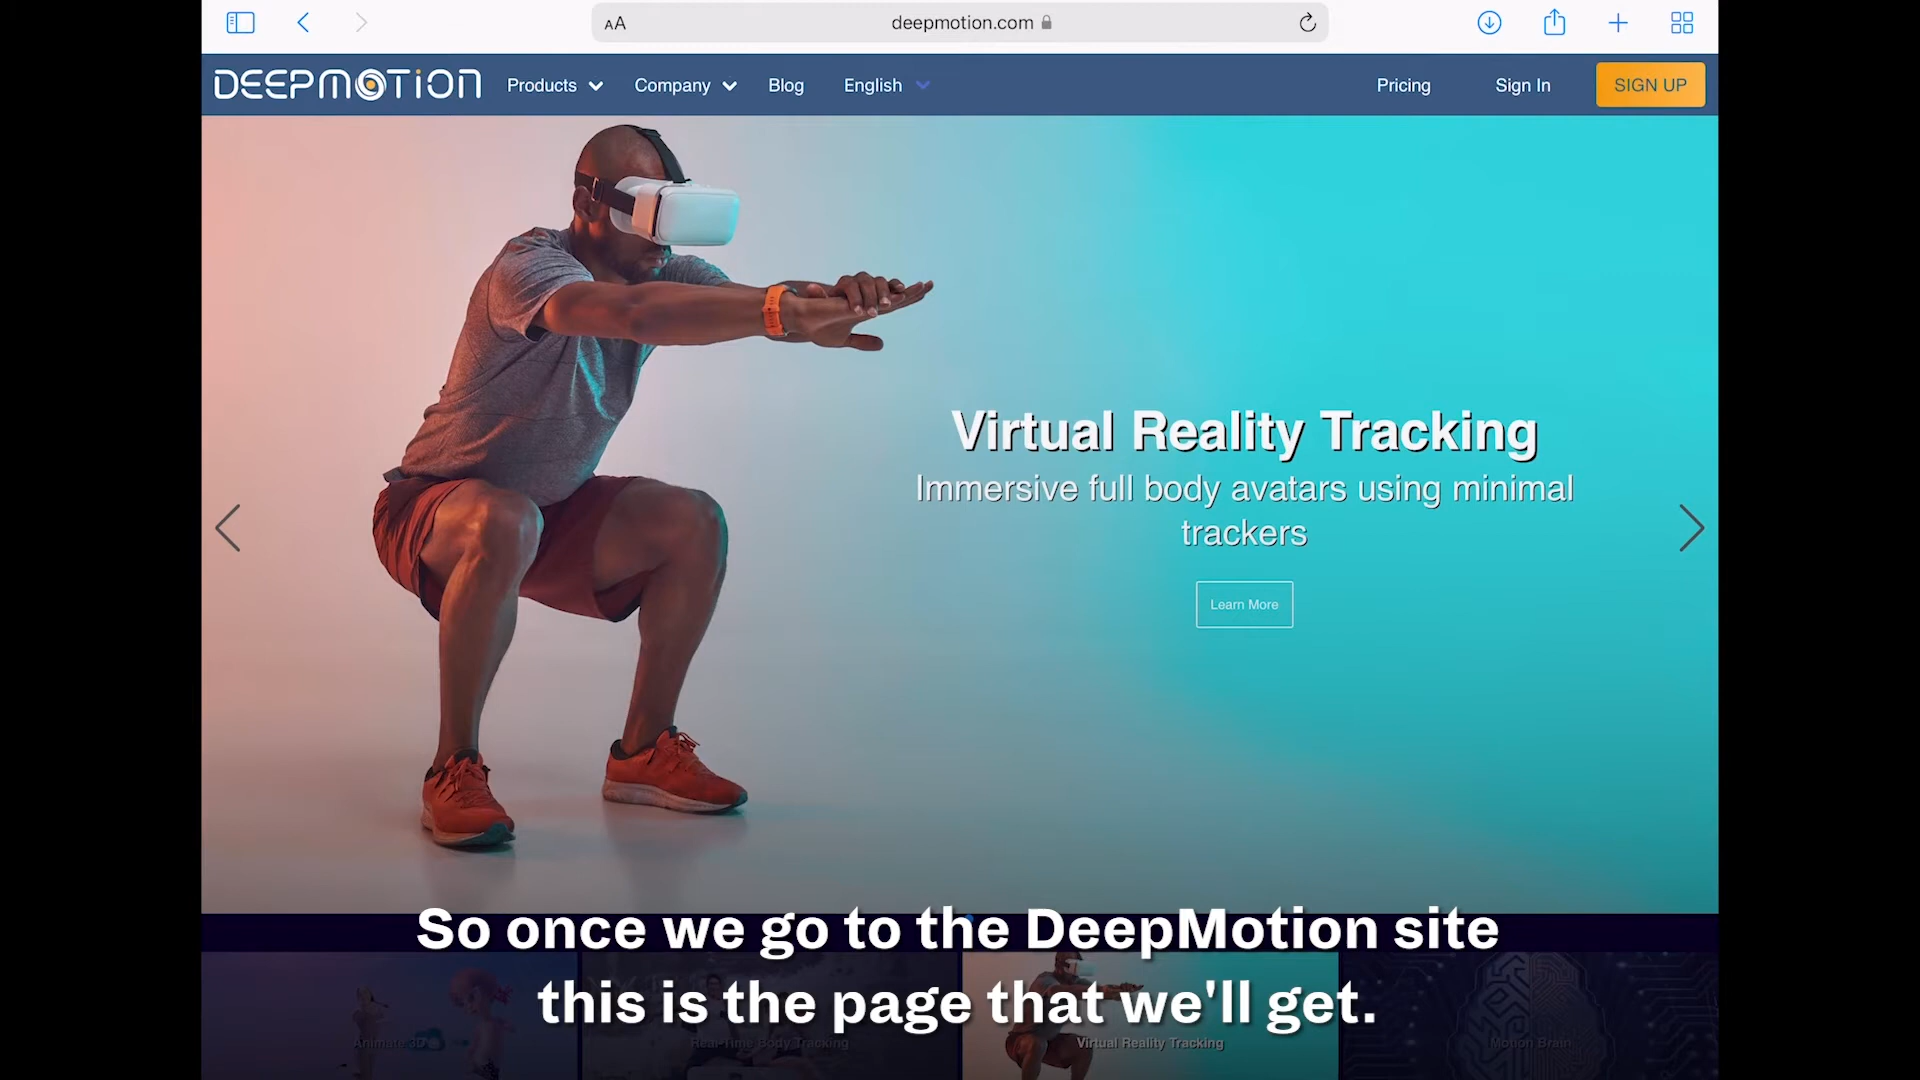 AA
deepmotion.com
DEEPMOTION
Products
Company
Blog
English
Pricing
Sign In
SIGN UP
Virtual Reality Tracking
Immersive full body avatars using minimal
trackers
Learn More
So once we go to the DeepMotion site
this is the page that we'll get.
Animate 3D
Real-Time Body Tracking
Virtual Reality Tracking
Motion Brain